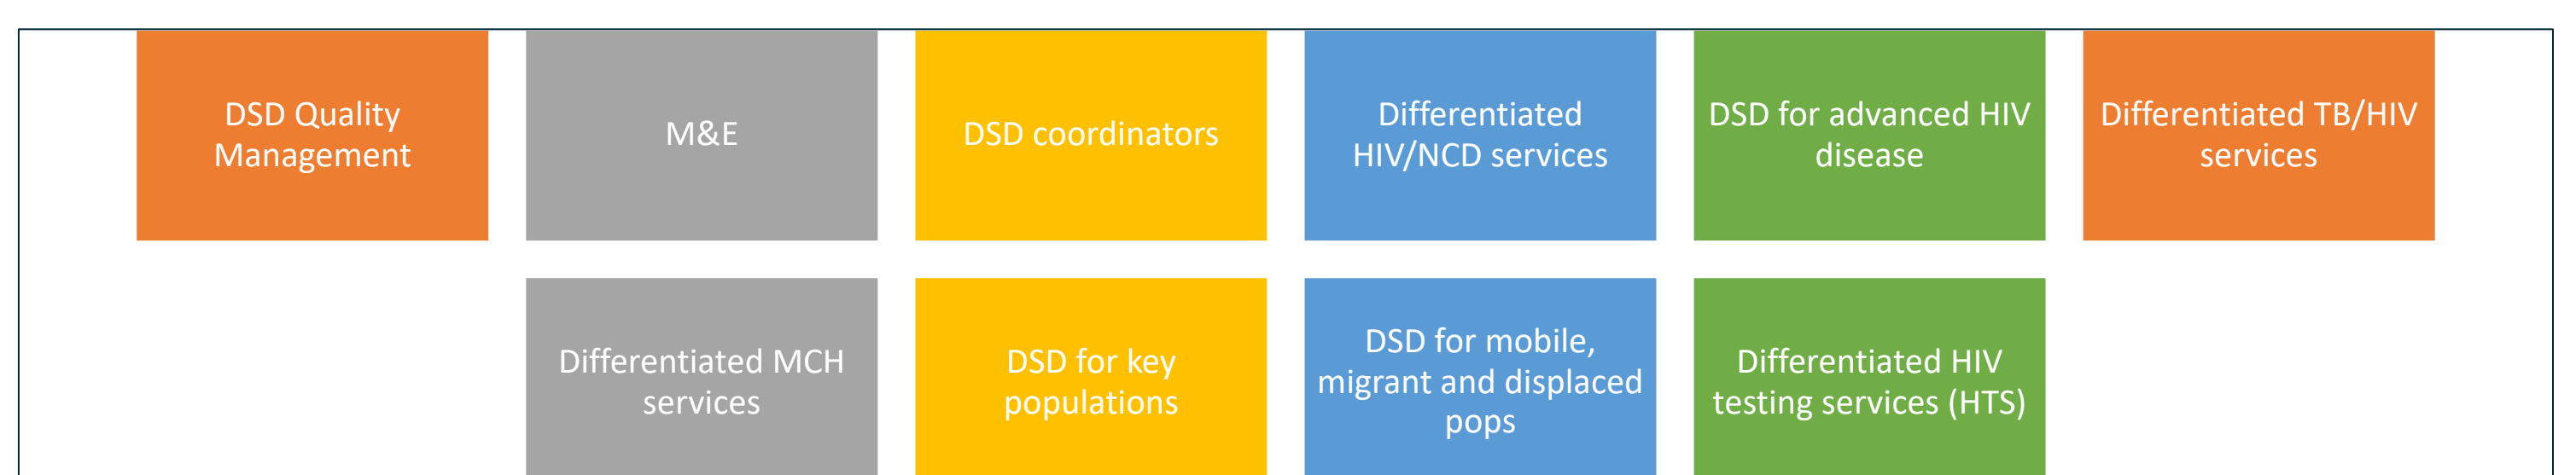 DSD Quality
Management
M&E
DSD coordinators
Differentiated
HIV/NCD services
DSD for advanced HIV
disease
Differentiated TB/HIV
services
Differentiated MCH
services
DSD for key
populations
DSD for mobile,
migrant and displaced
pops
Differentiated HIV
testing services (HTS)